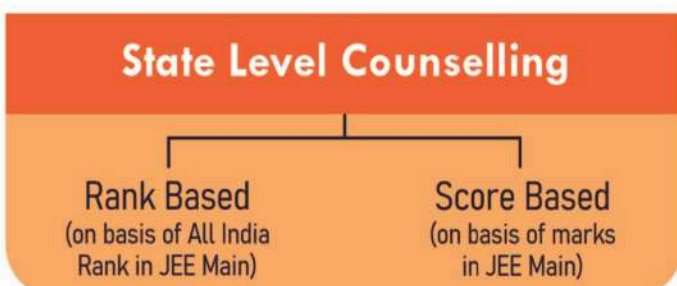 State Level Counselling
Rank Based
(on basis of All India
Rank in JEE Main)
Score Based
(on basis of marks
in JEE Main)